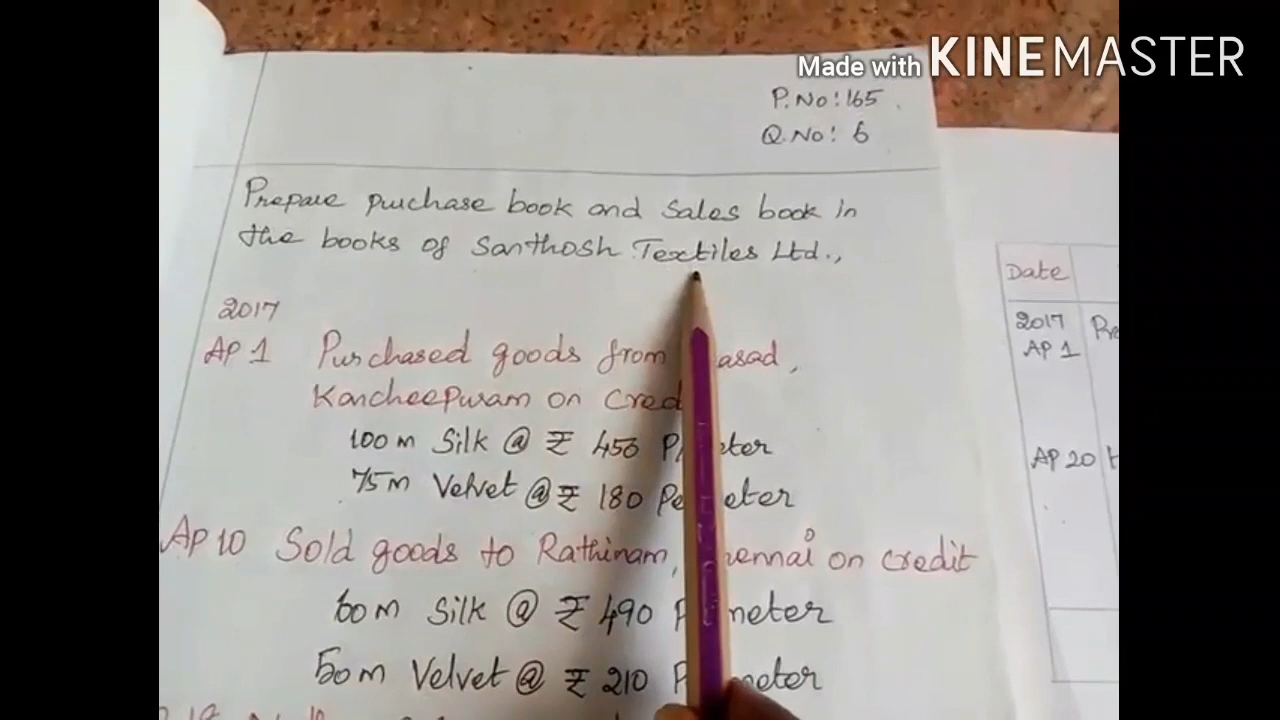 Made with KINEMASTER
P.No: 165
Q.No: 6
Prepare purchase book and sales book in
the books of Santhosh Textiles Ltd.,
2017
AP 1 Purchased goods from
Kancheepuram on
100 m Silk @ ₹ 450
75m Velvet @ ₹ 180
AP 10 Sold goods to Rathinam, on credit
60 m Silk @ ₹ 490
50 m Velvet @ ₹ 210
Date
2017
AP 1
AP 20